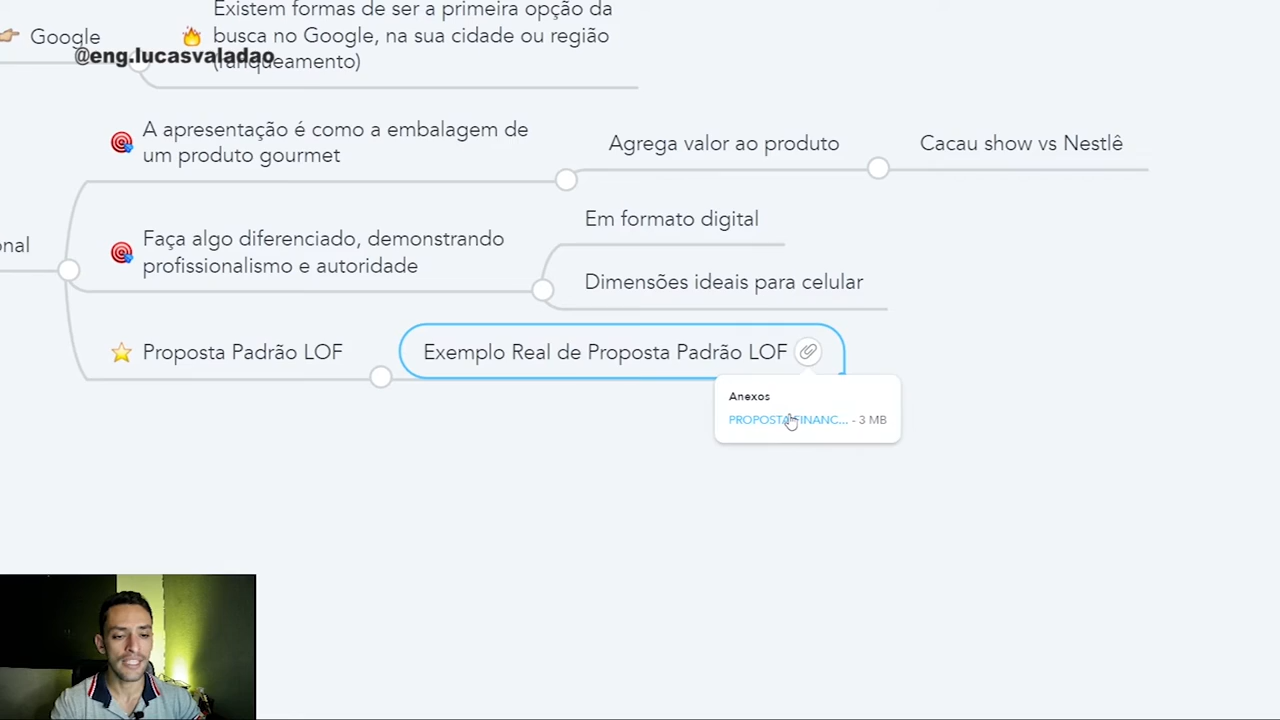 Existem formas de ser a primeira opção da
Google
busca no Google, na sua cidade ou região
@eng.lucasvaladao
(ranqueamento)
A apresentação é como a embalagem de
um produto gourmet
Agrega valor ao produto
Cacau show vs Nestlê
onal
Faça algo diferenciado, demonstrando
profissionalismo e autoridade
Em formato digital
Dimensões ideais para celular
Proposta Padrão LOF
Exemplo Real de Proposta Padrão LOF
Anexos
PROPOSTA FINANC... - 3 MB